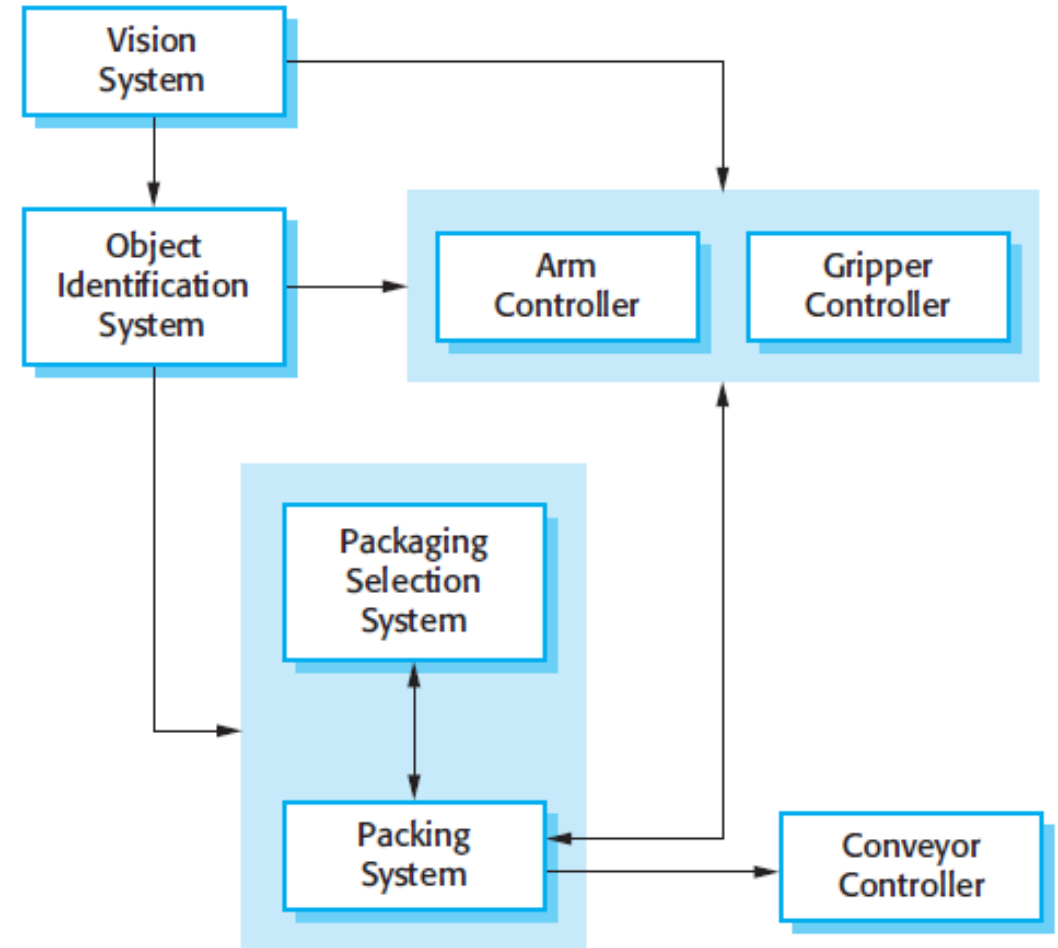 Vision
System
Object
Identification
System
Arm
Controller
Gripper
Controller
Packaging
Selection
System
Packing
System
Conveyor
Controller